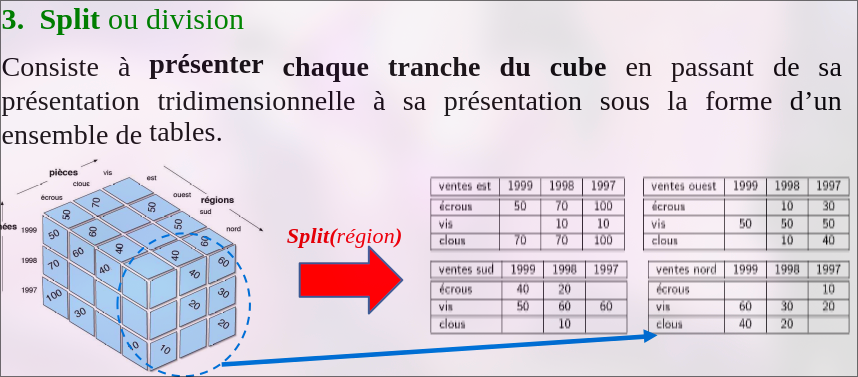 3. Split ou division
Consiste à présenter chaque tranche du cube en passant de sa
présentation tridimensionnelle à sa présentation sous la forme d’un
ensemble de tables.
pièces
vis
clous
écrous
est
ouest
régions
sud
nord
nées
1999
1998
1997
50
70
50
50
60
50
40
60
70
60
40
40
60
100
30
40
20
30
10
10
20
Split(région)
ventes est 1999 1998 1997
écrous 50 70 100
vis 10 10
clous 70 70 100
ventes ouest 1999 1998 1997
écrous 10 30
vis 50 50 50
clous 10 40
ventes sud 1999 1998 1997
écrous 40 20
vis 50 60 60
clous 10
ventes nord 1999 1998 1997
écrous 10
vis 60 30 20
clous 40 20